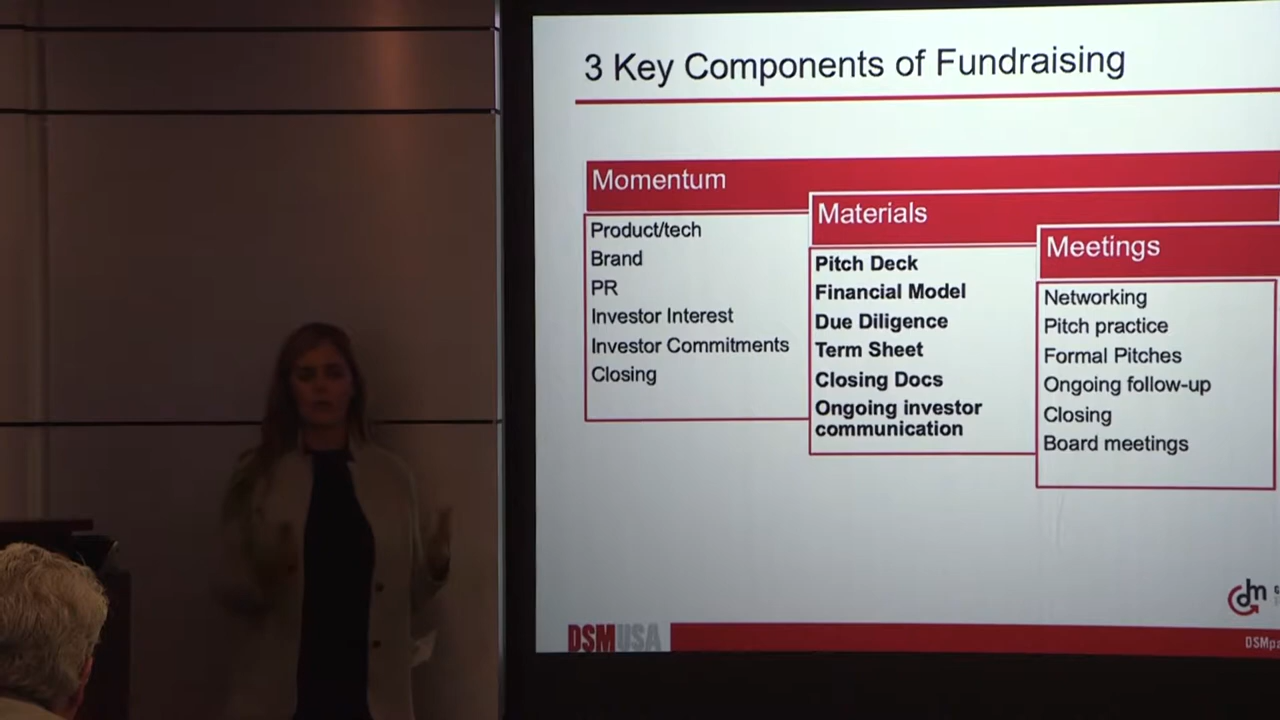 3 Key Components of Fundraising
Momentum
Product/tech
Brand
PR
Investor Interest
Investor Commitments
Closing
Materials
Pitch Deck
Financial Model
Due Diligence
Term Sheet
Closing Docs
Ongoing investor
communication
Meetings
Networking
Pitch practice
Formal Pitches
Ongoing follow-up
Closing
Board meetings
dm
DSMUSA